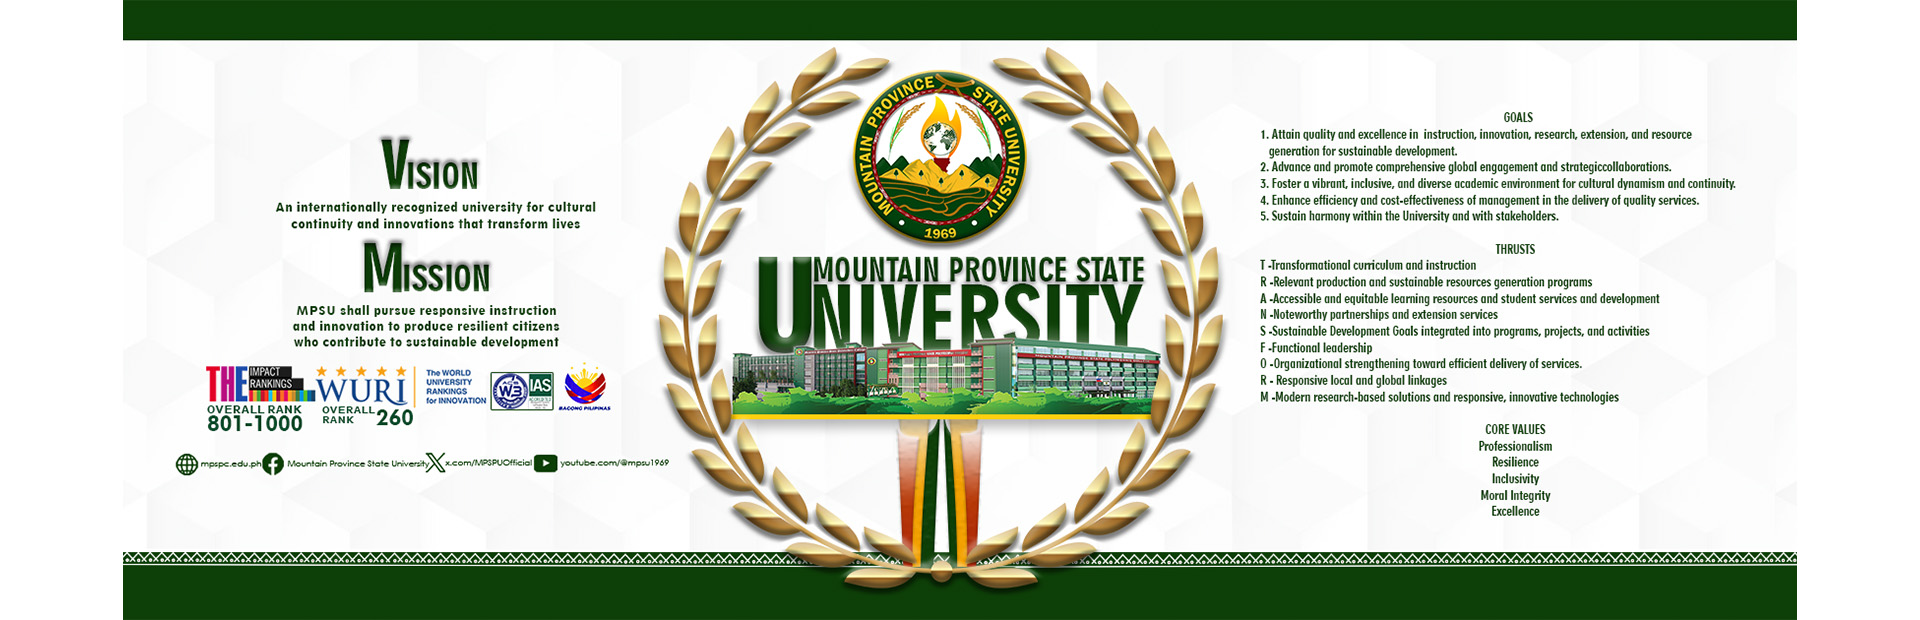 VISION
An internationally recognized university for cultural
continuity and innovations that transform lives
MISSION
MPSU shall pursue responsive instruction
and innovation to produce resilient citizens
who contribute to sustainable development
THE IMPACT
RANKINGS
OVERALL RANK
801-1000
WURI
OVERALL
RANK 260
The WORLD
UNIVERSITY
RANKINGS
for INNOVATION
ACS
W3
IAS
ACCREDITED
BAGONG PILIPINAS
mpspc.edu.ph
Mountain Province State University
x.com/MPSPUOfficial
youtube.com/@mpsu1969
MOUNTAIN PROVINCE STATE UNIVERSITY
1969
MOUNTAIN PROVINCE STATE
UNIVERSITY
GOALS
1. Attain quality and excellence in instruction, innovation, research, extension, and resource
generation for sustainable development.
2. Advance and promote comprehensive global engagement and strategiccollaborations.
3. Foster a vibrant, inclusive, and diverse academic environment for cultural dynamism and continuity.
4. Enhance efficiency and cost-effectiveness of management in the delivery of quality services.
5. Sustain harmony within the University and with stakeholders.
THRUSTS
T -Transformational curriculum and instruction
R -Relevant production and sustainable resources generation programs
A -Accessible and equitable learning resources and student services and development
N -Noteworthy partnerships and extension services
S -Sustainable Development Goals integrated into programs, projects, and activities
F -Functional leadership
O -Organizational strengthening toward efficient delivery of services.
R - Responsive local and global linkages
M -Modern research-based solutions and responsive, innovative technologies
CORE VALUES
Professionalism
Resilience
Inclusivity
Moral Integrity
Excellence